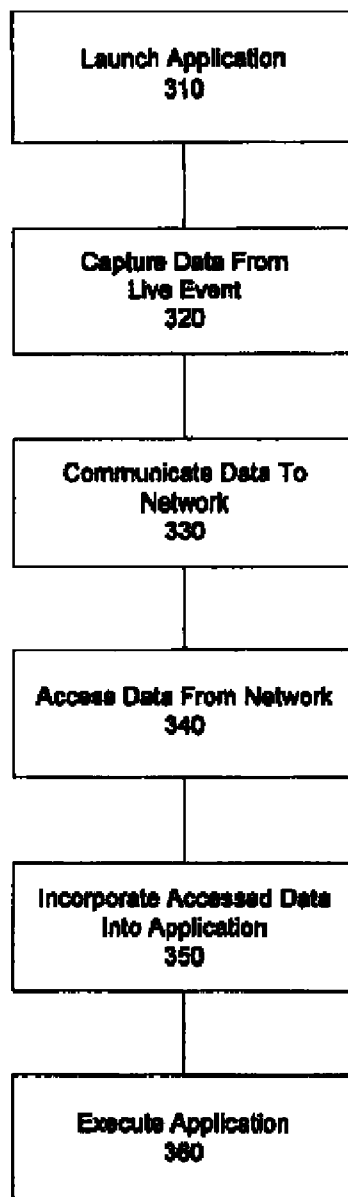 Launch Application
310
Capture Data From
Live Event
320
Communicate Data To
Network
330
Access Data From Network
340
Incorporate Accessed Data
Into Application
350
Execute Application
360